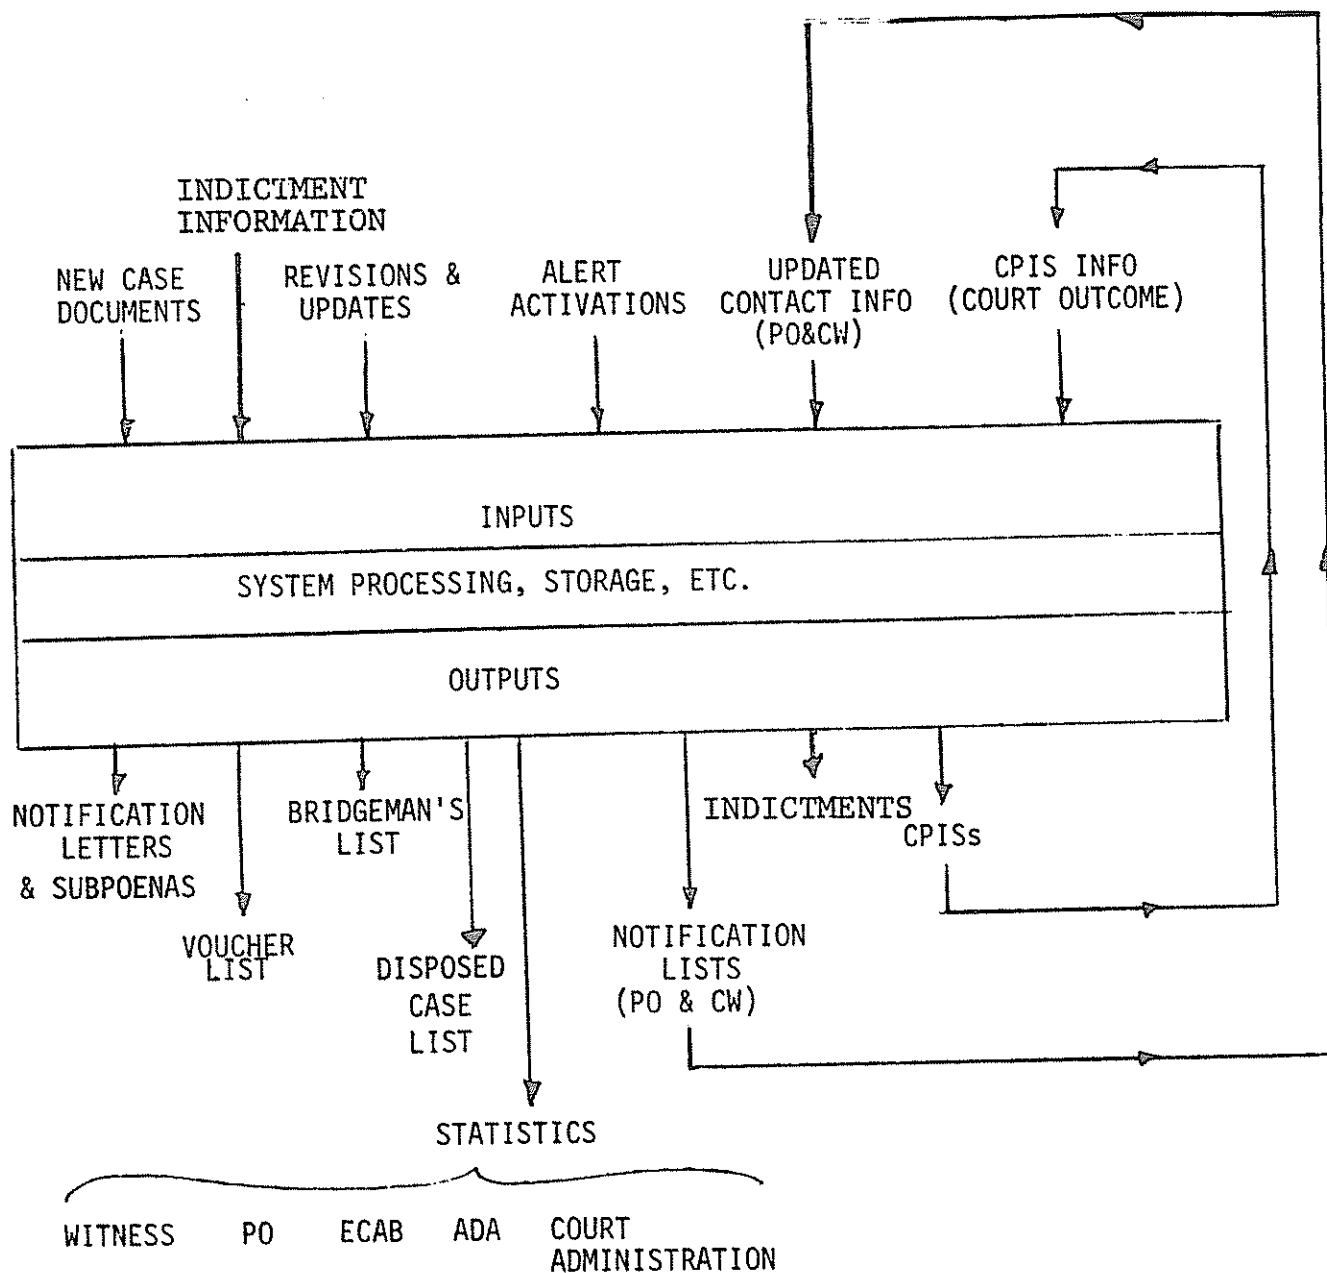 INDICTMENT
INFORMATION
NEW CASE
DOCUMENTS
REVISIONS &
UPDATES
ALERT
ACTIVATIONS
UPDATED
CONTACT INFO
(PO&CW)
CPIS INFO
(COURT OUTCOME)
INPUTS
SYSTEM PROCESSING, STORAGE, ETC.
OUTPUTS
NOTIFICATION
LETTERS
& SUBPOENAS
VOUCHER
LIST
BRIDGEMAN'S
LIST
DISPOSED
CASE
LIST
STATISTICS
NOTIFICATION
LISTS
(PO & CW)
INDICTMENTS
CPISs
WITNESS
PO
ECAB
ADA
COURT
ADMINISTRATION